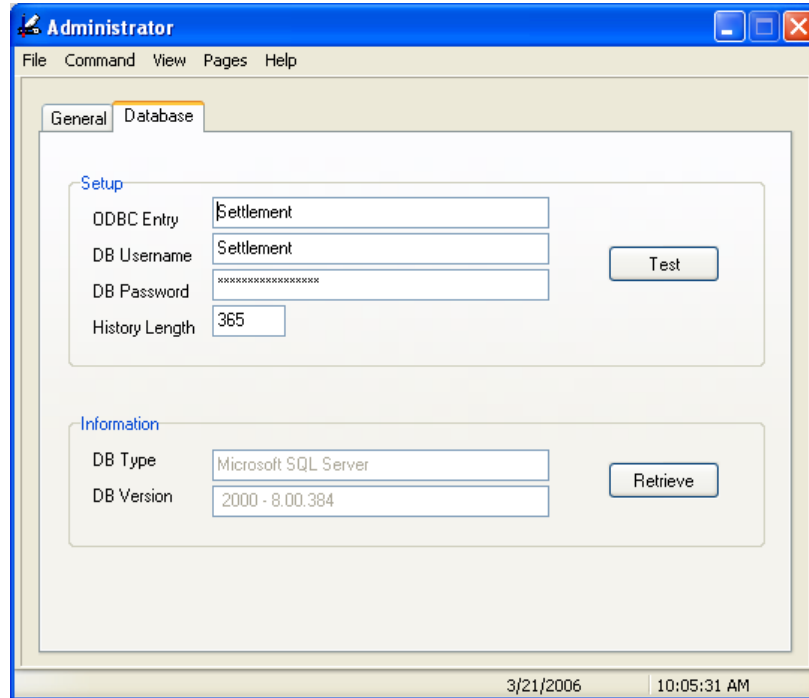 Administrator
File Command View Pages Help
General Database
Setup
ODBC Entry Settlement
DB Username Settlement
Test
DB Password *****************
History Length 365
Information
DB Type Microsoft SQL Server
Retrieve
DB Version 2000 - 8.00.384
3/21/2006 10:05:31 AM